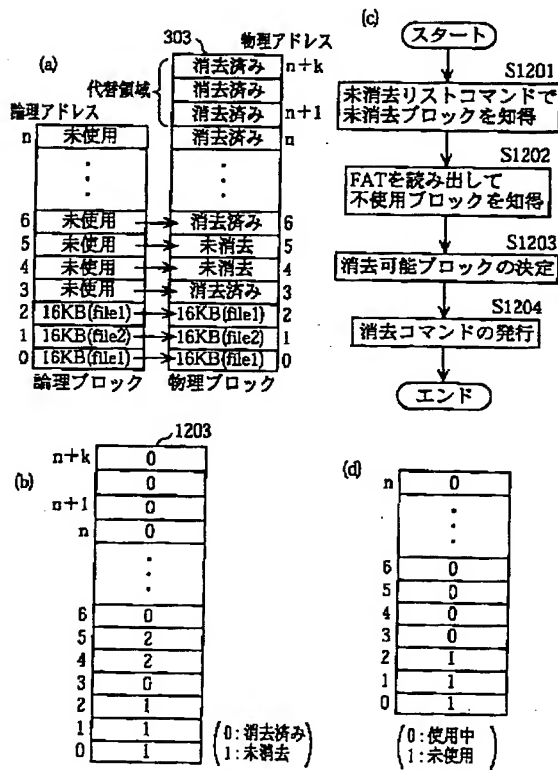 303
物理アドレス
(a)
代替領域
消去済み n+k
消去済み
消去済み n+1
論理アドレス
n 未使用 消去済み n
6 未使用 消去済み 6
5 未使用 未消去 5
4 未使用 未消去 4
3 未使用 消去済み 3
2 16KB(file1) 16KB(file1) 2
1 16KB(file2) 16KB(file2) 1
0 16KB(file1) 16KB(file1) 0
論理ブロック 物理ブロック
(c)
スタート
S1201
未消去リストコマンドで
未消去ブロックを知得
S1202
FATを読み出して
不使用ブロックを知得
S1203
消去可能ブロックの決定
S1204
消去コマンドの発行
エンド
(b)
1203
n+k 0
0
n+1 0
n 0
6 0
5 2
4 2
3 0
2 1
1 1
0 1
(0:消去済み
1:未消去)
(d)
n 0
6 0
5 0
4 0
3 0
2 1
1 1
0 1
(0:使用中
1:未使用)